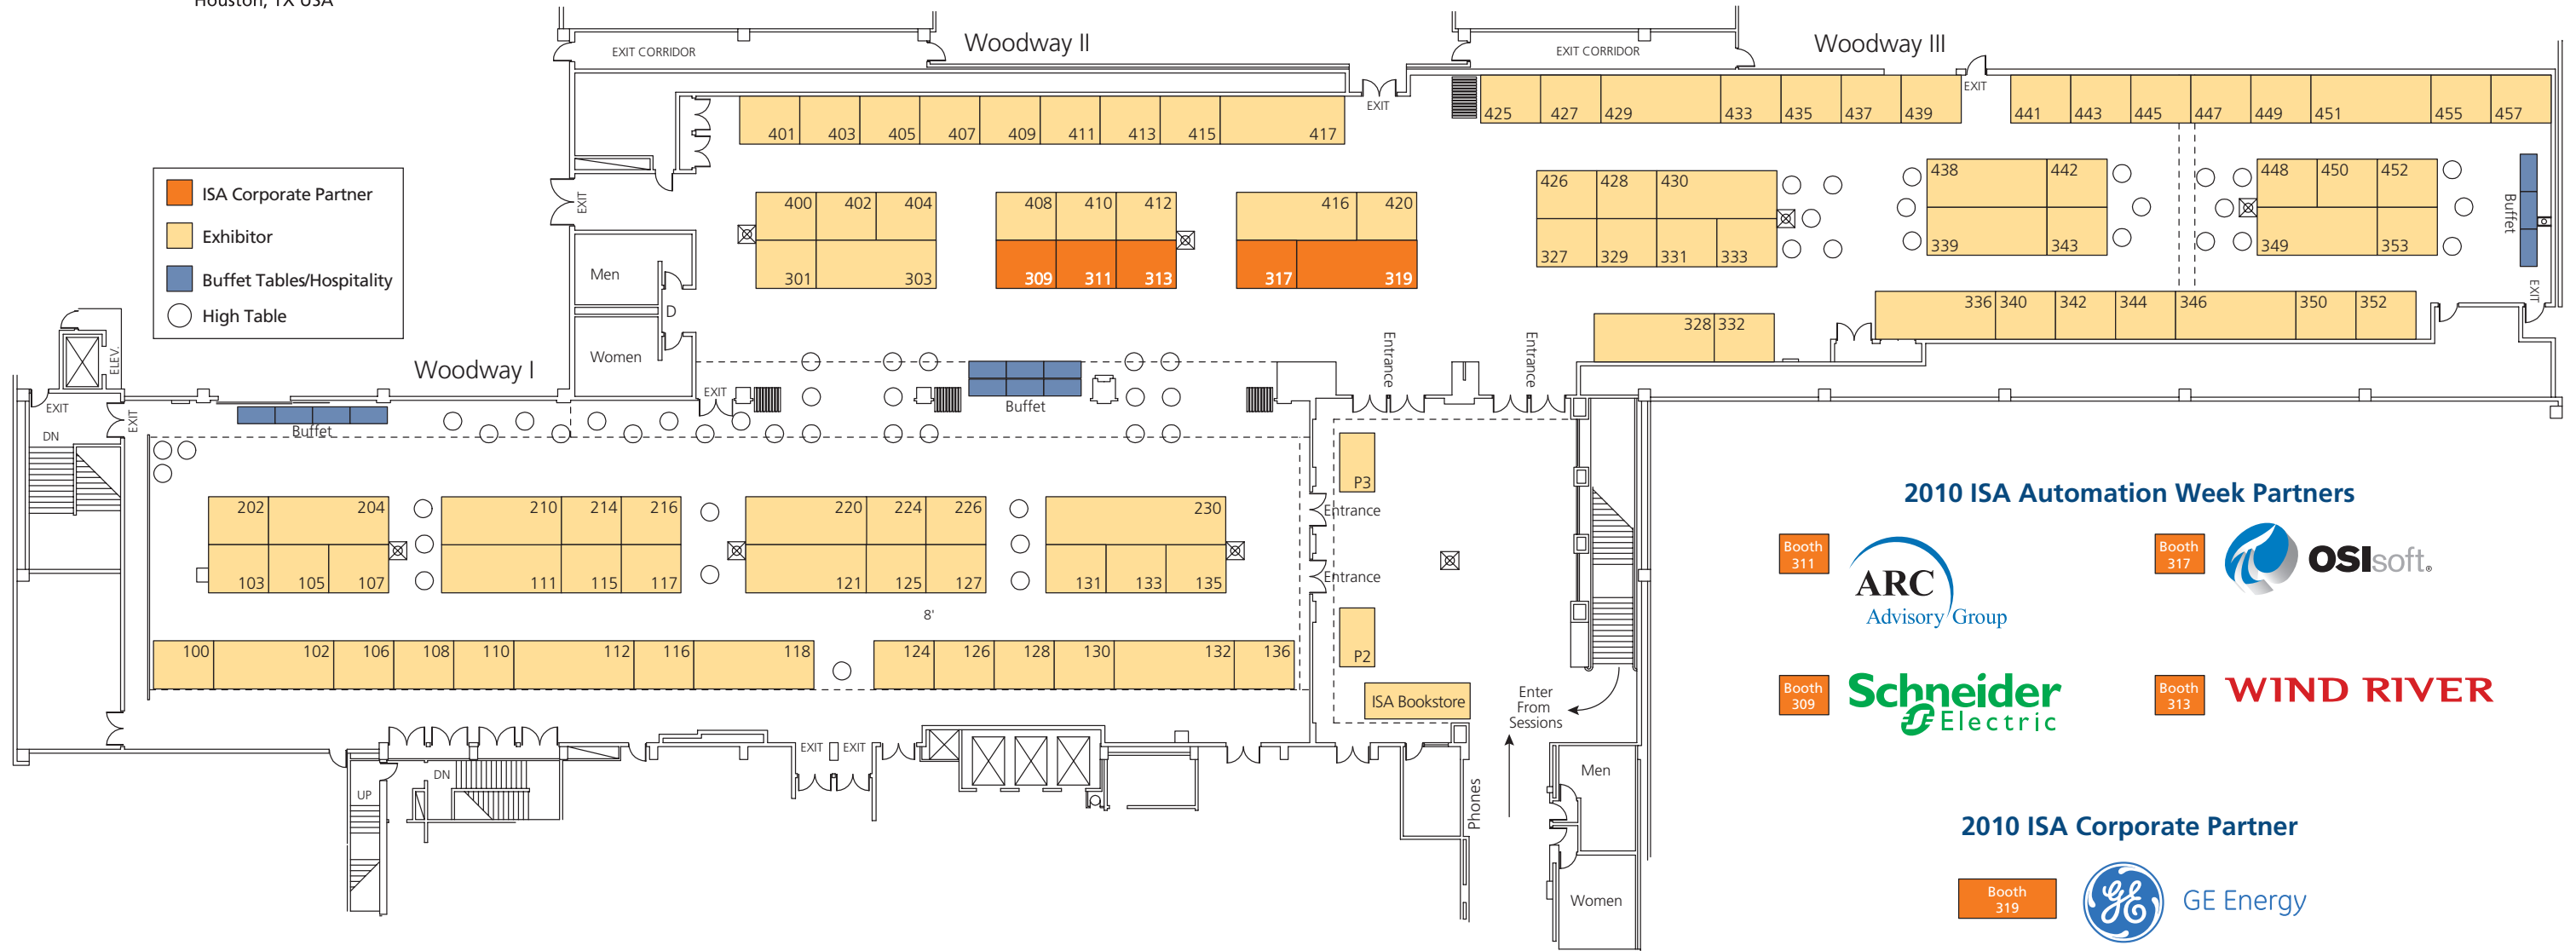 Houston, TX USA
Woodway II
Woodway III
EXIT CORRIDOR
EXIT CORRIDOR
EXIT
EXIT
401 403 405 407 409 411 413 415 417
425 427 429 433 435 437 439
441 443 445 447 449 451 455 457
ISA Corporate Partner
Exhibitor
Buffet Tables/Hospitality
High Table
EXIT
400 402 404
301 303
408 410 412
309 311 313
416 420
317 319
426 428 430
327 329 331 333
438 442
339 343
448 450 452
349 353
Buffet
EXIT
336 340 342 344 346 350 352
328 332
Men
D
Women
Woodway I
ELEV.
EXIT
EXIT
DN
Buffet
EXIT
Buffet
Entrance
Entrance
202 204
103 105 107
210 214 216
111 115 117
220 224 226
121 125 127
230
131 133 135
8'
100 102 106 108 110 112 116 118
124 126 128 130 132 136
P3
Entrance
Entrance
P2
ISA Bookstore
Enter
From
Sessions
EXIT EXIT
DN
UP
Phones
Men
Women
2010 ISA Automation Week Partners
Booth
311
ARC
Advisory Group
Booth
317
OSIsoft®
Booth
309
Schneider
Electric
Booth
313
WIND RIVER
2010 ISA Corporate Partner
Booth
319
GE
GE Energy